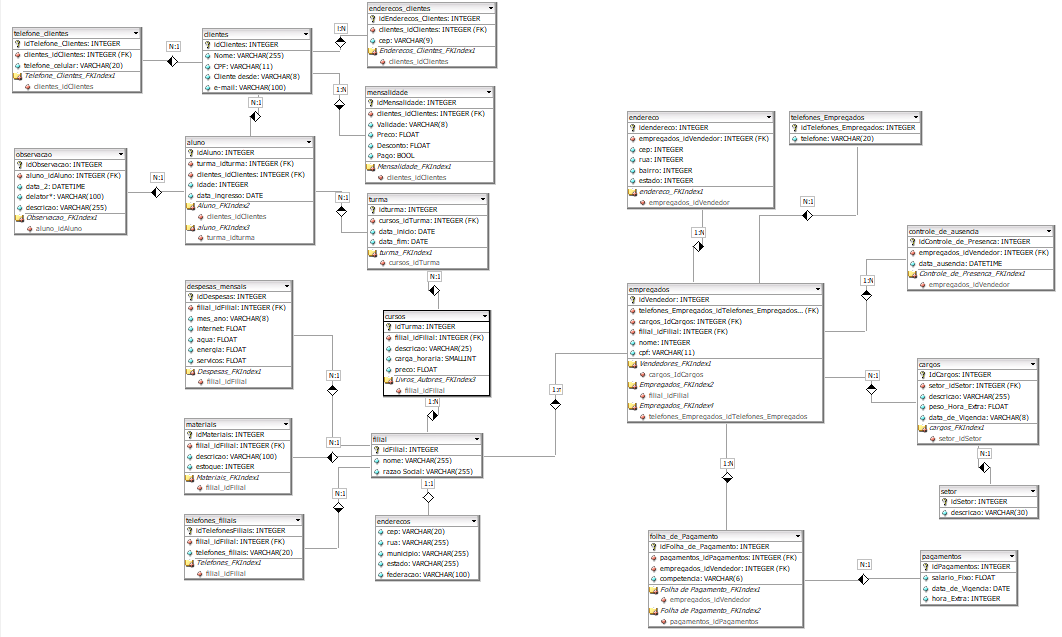 telefone_clientes
idTelefone_Clientes: INTEGER
clientes_idClientes: INTEGER (FK)
telefone_celular: VARCHAR(20)
Telefone_Clientes_FKIndex1
clientes_idClientes
N:1
clientes
idClientes: INTEGER
Nome: VARCHAR(255)
CPF: VARCHAR(11)
Cliente desde: VARCHAR(8)
e-mail: VARCHAR(100)
1:N
enderecos_clientes
idEnderecos_Clientes: INTEGER
clientes_idClientes: INTEGER (FK)
cep: VARCHAR(9)
Enderecos_Clientes_FKIndex1
clientes_idClientes
1:N
mensalidade
idMensalidade: INTEGER
clientes_idClientes: INTEGER (FK)
Validade: VARCHAR(8)
Preco: FLOAT
Desconto: FLOAT
Pago: BOOL
Mensalidade_FKIndex1
clientes_idClientes
N:1
aluno
idAluno: INTEGER
turma_idturma: INTEGER (FK)
clientes_idClientes: INTEGER (FK)
idade: INTEGER
data_ingresso: DATE
Aluno_FKIndex2
clientes_idClientes
aluno_FKIndex3
turma_idturma
N:1
observacao
idObservacao: INTEGER
aluno_idAluno: INTEGER (FK)
data_2: DATETIME
delator*: VARCHAR(100)
descricao: VARCHAR(255)
Observacao_FKIndex1
aluno_idAluno
N:1
turma
idturma: INTEGER
cursos_idTurma: INTEGER (FK)
data_inicio: DATE
data_fim: DATE
turma_FKIndex1
cursos_idTurma
N:1
cursos
idTurma: INTEGER
filial_idFilial: INTEGER (FK)
descricao: VARCHAR(25)
carga_horaria: SMALLINT
preco: FLOAT
Livros_Autores_FKIndex3
filial_idFilial
1:N
despesas_mensais
idDespesas: INTEGER
filial_idFilial: INTEGER (FK)
mes_ano: VARCHAR(8)
internet: FLOAT
agua: FLOAT
energia: FLOAT
servicos: FLOAT
Despesas_FKIndex1
filial_idFilial
N:1
materiais
idMateriais: INTEGER
filial_idFilial: INTEGER (FK)
descricao: VARCHAR(100)
estoque: INTEGER
Materiais_FKIndex1
filial_idFilial
N:1
filial
idFilial: INTEGER
nome: VARCHAR(255)
razao Social: VARCHAR(255)
1:1
telefones_filiais
idTelefonesFiliais: INTEGER
filial_idFilial: INTEGER (FK)
telefones_filiais: VARCHAR(20)
Telefones_FKIndex1
filial_idFilial
N:1
enderecos
cep: VARCHAR(20)
rua: VARCHAR(255)
municipio: VARCHAR(255)
estado: VARCHAR(255)
federacao: VARCHAR(100)
endereco
idendereco: INTEGER
empregados_idVendedor: INTEGER (FK)
cep: INTEGER
rua: INTEGER
bairro: INTEGER
estado: INTEGER
endereco_FKIndex1
empregados_idVendedor
1:N
telefones_Empregados
idTelefones_Empregados: INTEGER
telefone: VARCHAR(20)
N:1
controle_de_ausencia
idControle_de_Presenca: INTEGER
empregados_idVendedor: INTEGER (FK)
data_ausencia: DATETIME
Controle_de_Presenca_FKIndex1
empregados_idVendedor
1:N
empregados
idVendedor: INTEGER
telefones_Empregados_idTelefones_Empregados... (FK)
cargos_IdCargos: INTEGER (FK)
filial_idFilial: INTEGER (FK)
nome: INTEGER
cpf: VARCHAR(11)
Vendedores_FKIndex1
cargos_IdCargos
Empregados_FKIndex2
filial_idFilial
Empregados_FKIndex4
telefones_Empregados_idTelefones_Empregados
N:1
cargos
IdCargos: INTEGER
setor_idSetor: INTEGER (FK)
descricao: VARCHAR(255)
peso_Hora_Extra: FLOAT
data_de_Vigencia: VARCHAR(8)
cargos_FKIndex1
setor_idSetor
N:1
setor
idSetor: INTEGER
descricao: VARCHAR(30)
1:N
folha_de_Pagamento
idFolha_de_Pagamento: INTEGER
pagamentos_idPagamentos: INTEGER (FK)
empregados_idVendedor: INTEGER (FK)
competencia: VARCHAR(6)
Folha de Pagamento_FKIndex1
empregados_idVendedor
Folha de Pagamento_FKIndex2
pagamentos_idPagamentos
N:1
pagamentos
idPagamentos: INTEGER
salario_Fixo: FLOAT
data_de_Vigencia: DATE
hora_Extra: INTEGER